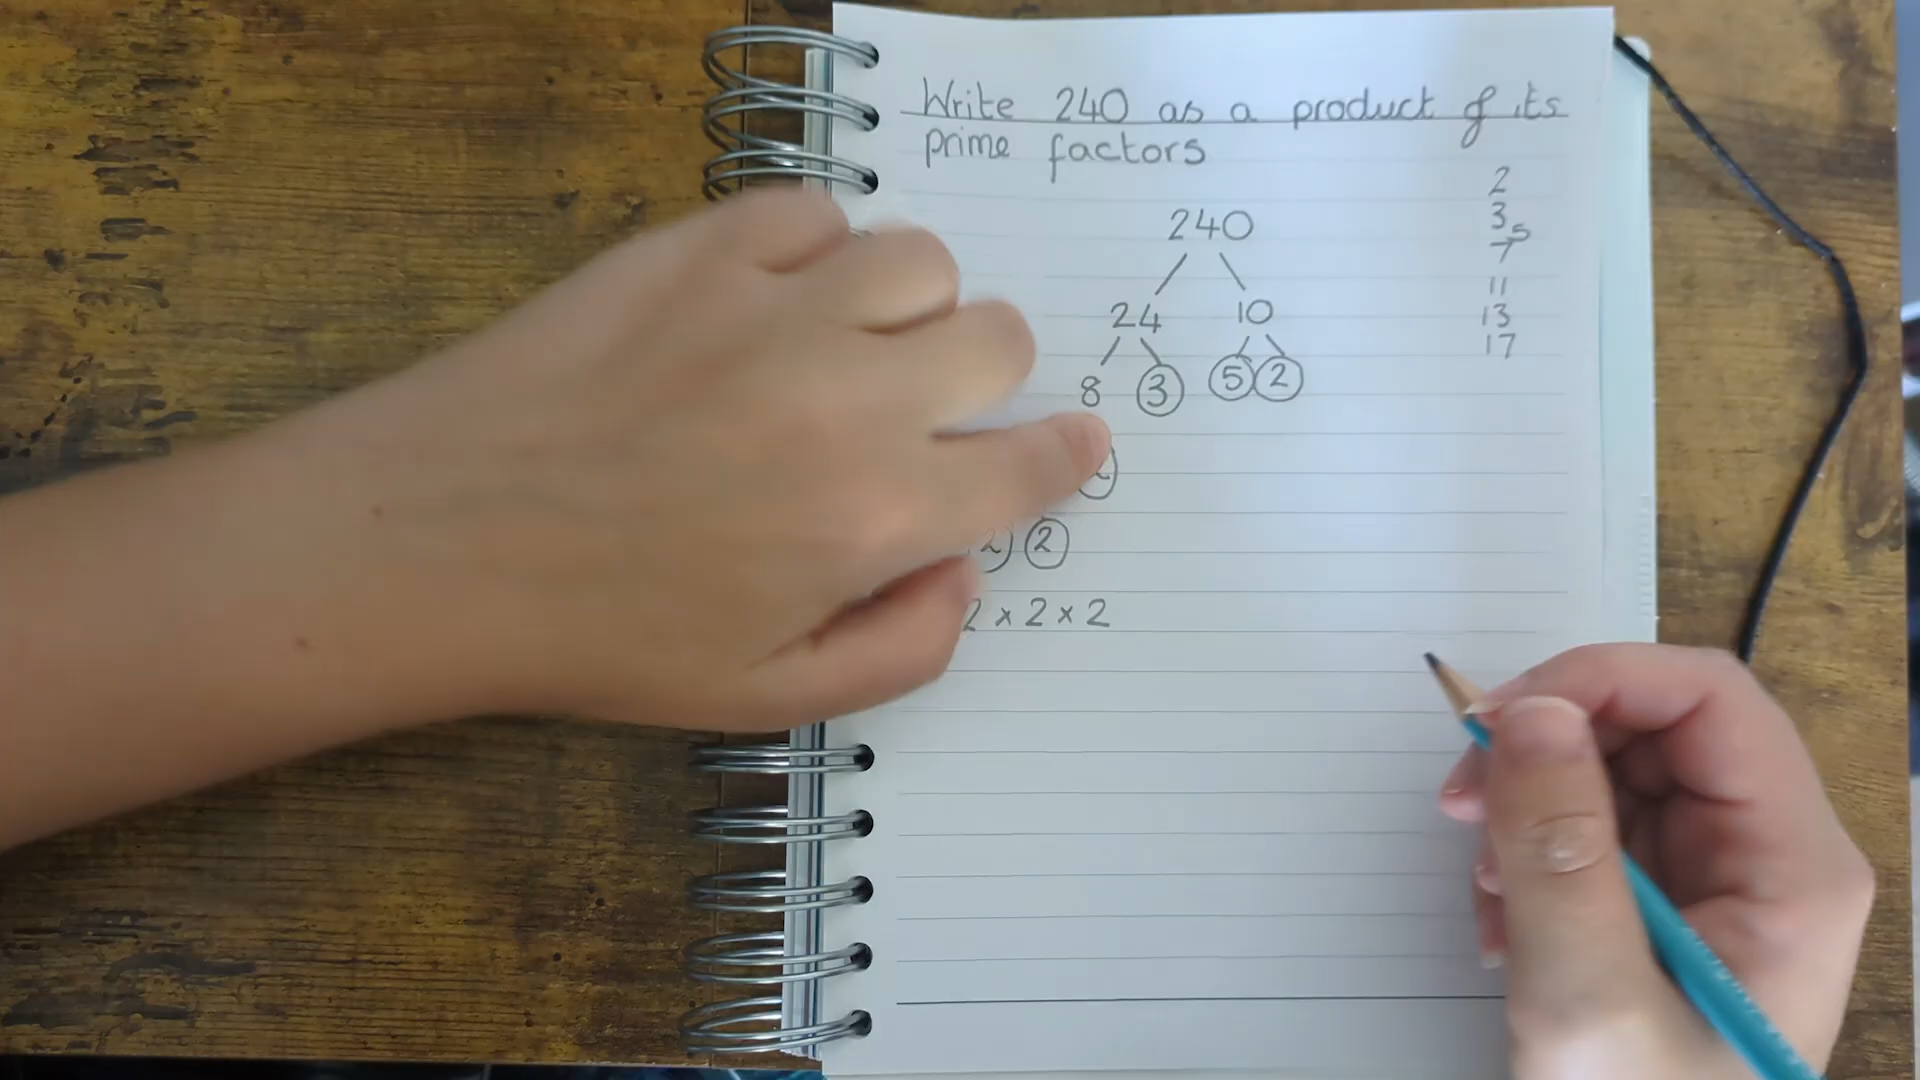 Write 240 as a product of its
prime factors
2
3
5
7
240
11
24 10
13
17
8 3 5 2
2 2
2 × 2 × 2